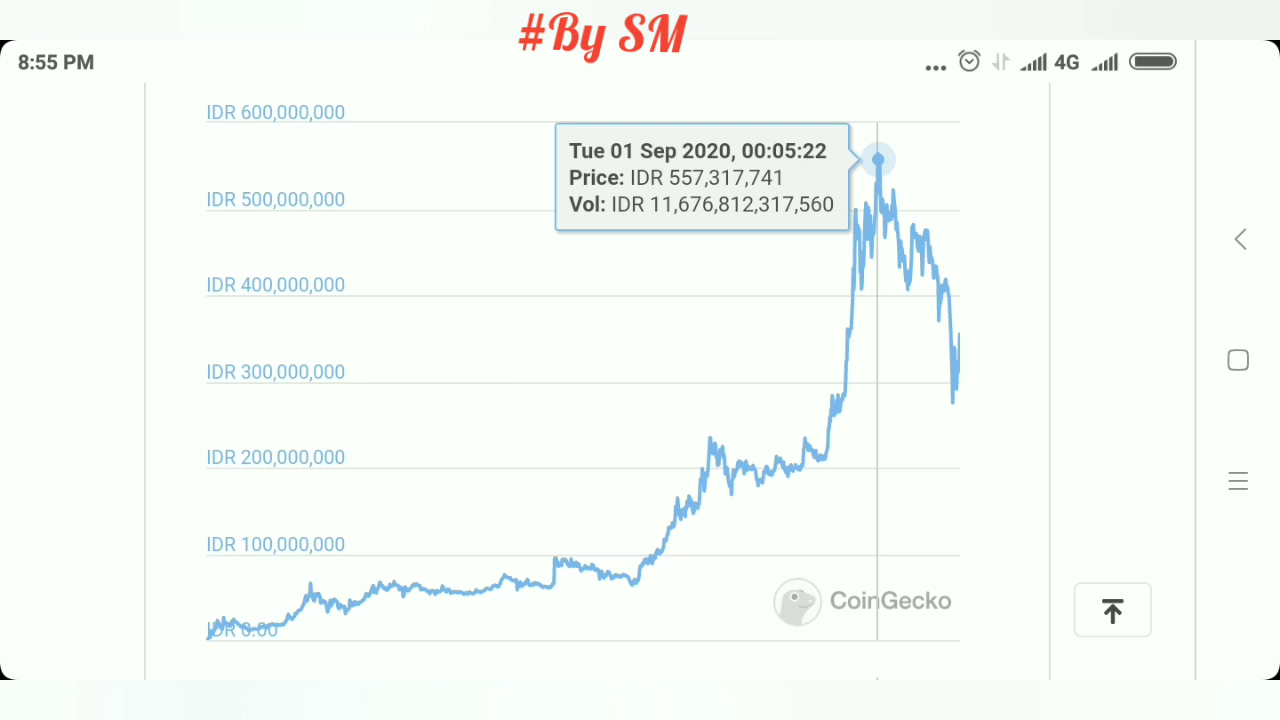 #By SM
8:55 PM
4G
IDR 600,000,000
Tue 01 Sep 2020, 00:05:22
Price: IDR 557,317,741
Vol: IDR 11,676,812,317,560
IDR 500,000,000
IDR 400,000,000
IDR 300,000,000
IDR 200,000,000
IDR 100,000,000
CoinGecko
IDR 0.00